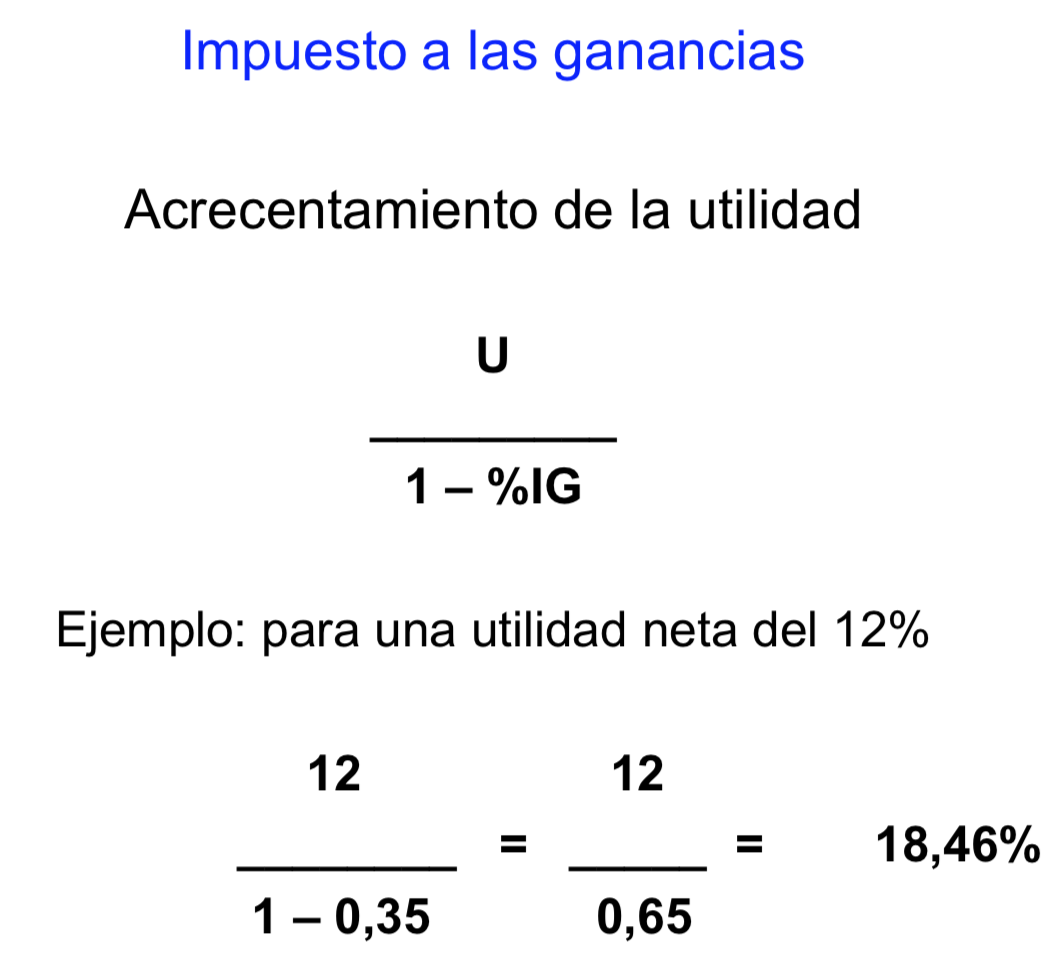 Impuesto a las ganancias
Acrecentamiento de la utilidad
U
1 – %IG
Ejemplo: para una utilidad neta del 12%
12 12
= = 18,46%
1 – 0,35 0,65